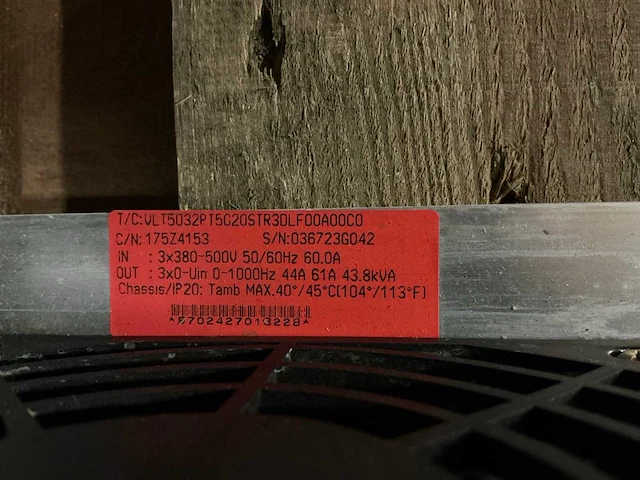 T/C:VLT5032PT5C20STR3DLF00A00C0
C/N:175Z4153 S/N:036723G042
IN : 3x380-500V 50/60Hz 60.0A
OUT : 3x0-Uin 0-1000Hz 44A 61A 43.8kVA
Chassis/IP20: Tamb MAX.40°/45°C(104°/113°F)
*5702427013228*